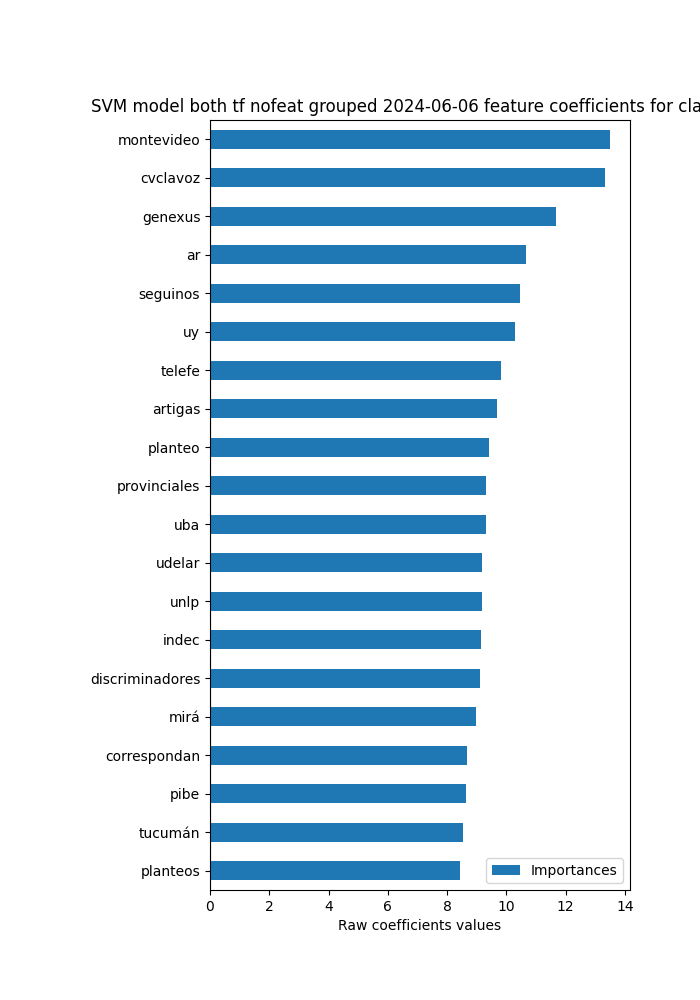 SVM model both tf nofeat grouped 2024-06-06 feature coefficients for cla
montevideo
cvclavoz
genexus
ar
seguinos
uy
telefe
artigas
planteo
provinciales
uba
udelar
unlp
indec
discriminadores
mirá
correspondan
pibe
tucumán
planteos
Importances
0 2 4 6 8 10 12 14
Raw coefficients values